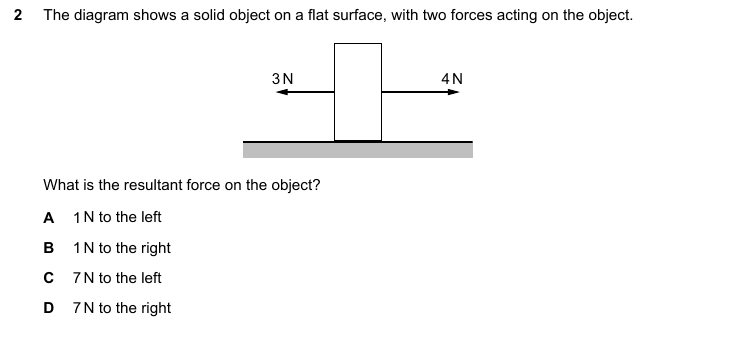 2 The diagram shows a solid object on a flat surface, with two forces acting on the object.
3 N 4 N
What is the resultant force on the object?
A 1 N to the left
B 1 N to the right
C 7 N to the left
D 7 N to the right